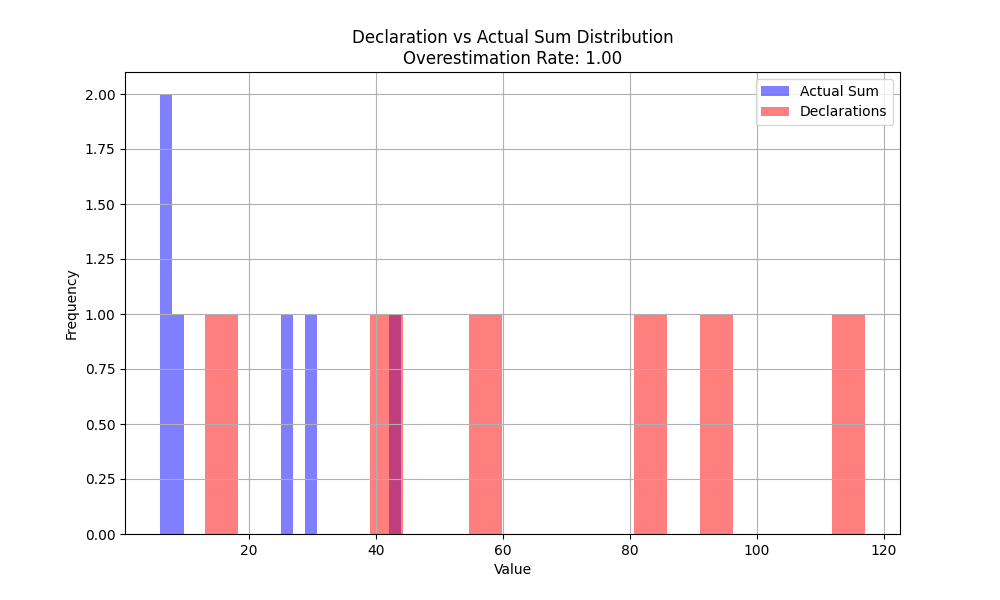 Declaration vs Actual Sum Distribution
Overestimation Rate: 1.00
Actual Sum
Declarations
2.00
1.75
1.50
1.25
1.00
0.75
0.50
0.25
0.00
Frequency
20 40 60 80 100 120
Value